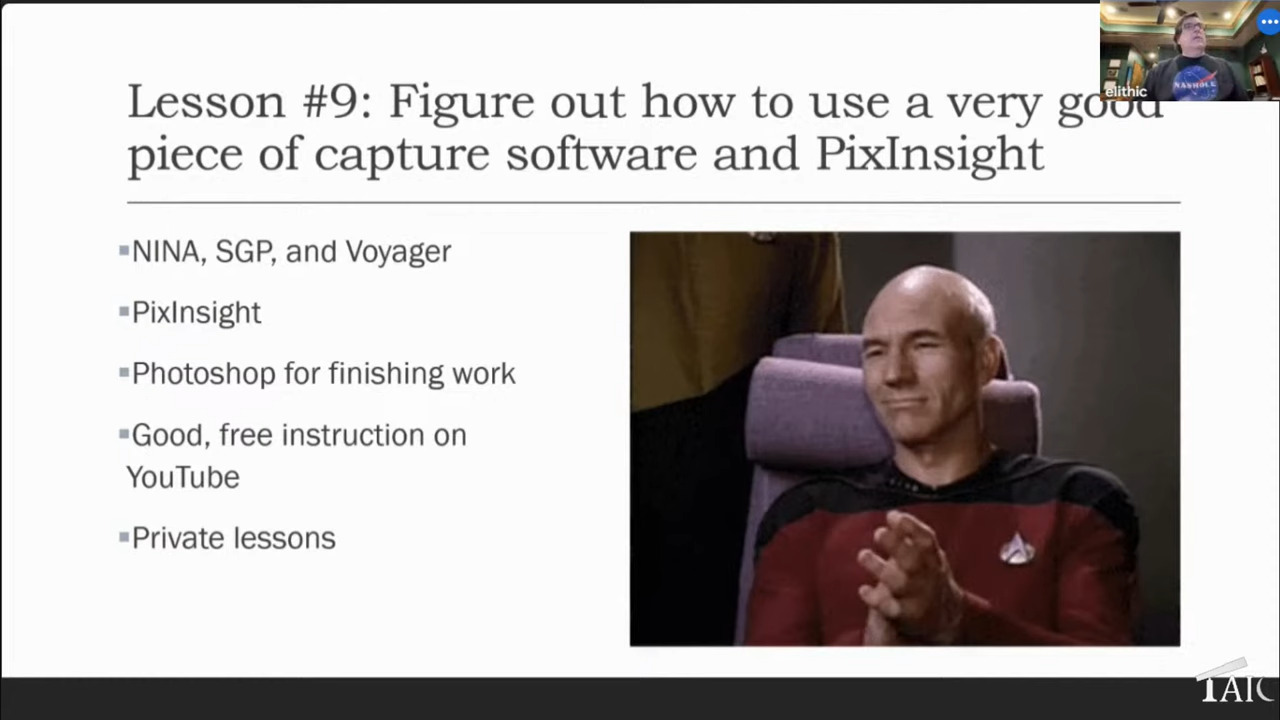 Lesson #9: Figure out how to use a very good
piece of capture software and PixInsight
elithic
NINA, SGP, and Voyager
PixInsight
Photoshop for finishing work
Good, free instruction on
YouTube
Private lessons
TAIC